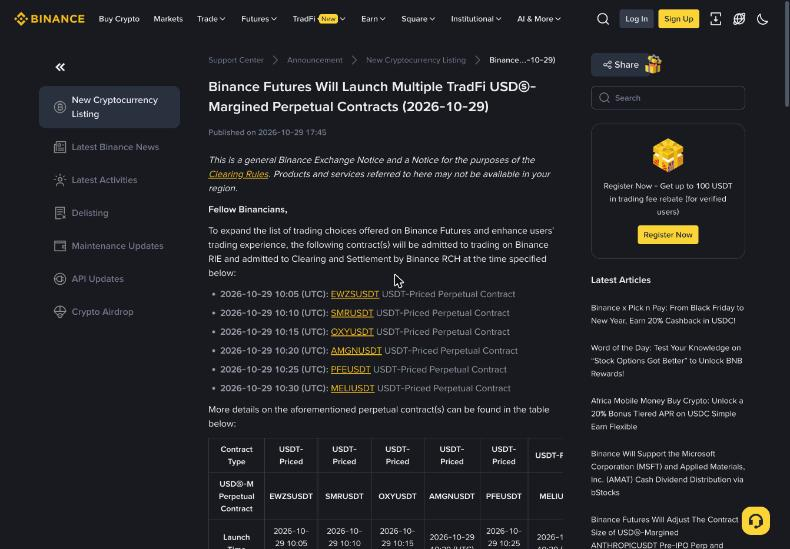 BINANCE
Buy Crypto
Markets
Trade
Futures
TradFi New
Earn
Square
Institutional
AI & More
Log In
Sign Up
Support Center
Announcement
New Cryptocurrency Listing
Binance...-10-29)
New Cryptocurrency
Listing
Latest Binance News
Latest Activities
Delisting
Maintenance Updates
API Updates
Crypto Airdrop
Binance Futures Will Launch Multiple TradFi USDⓈ-
Margined Perpetual Contracts (2026-10-29)
Published on 2026-10-29 17:45
This is a general Binance Exchange Notice and a Notice for the purposes of the
Clearing Rules. Products and services referred to here may not be available in your
region.
Fellow Binancians,
To expand the list of trading choices offered on Binance Futures and enhance users'
trading experience, the following contract(s) will be admitted to trading on Binance
RIE and admitted to Clearing and Settlement by Binance RCH at the time specified
below:
• 2026-10-29 10:05 (UTC): EWZSUSDT USDT-Priced Perpetual Contract
• 2026-10-29 10:10 (UTC): SMRUSDT USDT-Priced Perpetual Contract
• 2026-10-29 10:15 (UTC): OXYUSDT USDT-Priced Perpetual Contract
• 2026-10-29 10:20 (UTC): AMGNUSDT USDT-Priced Perpetual Contract
• 2026-10-29 10:25 (UTC): PFEUSDT USDT-Priced Perpetual Contract
• 2026-10-29 10:30 (UTC): MELIUSDT USDT-Priced Perpetual Contract
More details on the aforementioned perpetual contract(s) can be found in the table
below:
Contract
Type
USDT-
Priced
USDT-
Priced
USDT-
Priced
USDT-
Priced
USDT-
Priced
USDT-P
USDⓈ-M
Perpetual
Contract
EWZSUSDT
SMRUSDT
OXYUSDT
AMGNUSDT
PFEUSDT
MELIU
Launch
2026-10-
29 10:05
2026-10-
29 10:10
2026-10-
29 10:15
2026-10-29
2026-10-
29 10:25
2026-1
Share
Search
Register Now - Get up to 100 USDT
in trading fee rebate (for verified
users)
Register Now
Latest Articles
Binance x Pick n Pay: From Black Friday to
New Year, Earn 20% Cashback in USDC!
Word of the Day: Test Your Knowledge on
"Stock Options Got Better" to Unlock BNB
Rewards!
Africa Mobile Money Buy Crypto: Unlock a
20% Bonus Tiered APR on USDC Simple
Earn Flexible
Binance Will Support the Microsoft
Corporation (MSFT) and Applied Materials,
Inc. (AMAT) Cash Dividend Distribution via
bStocks
Binance Futures Will Adjust The Contract
Size of USDⓈ-Margined
ANTHROPICUSDT Pre-IPO Perp and